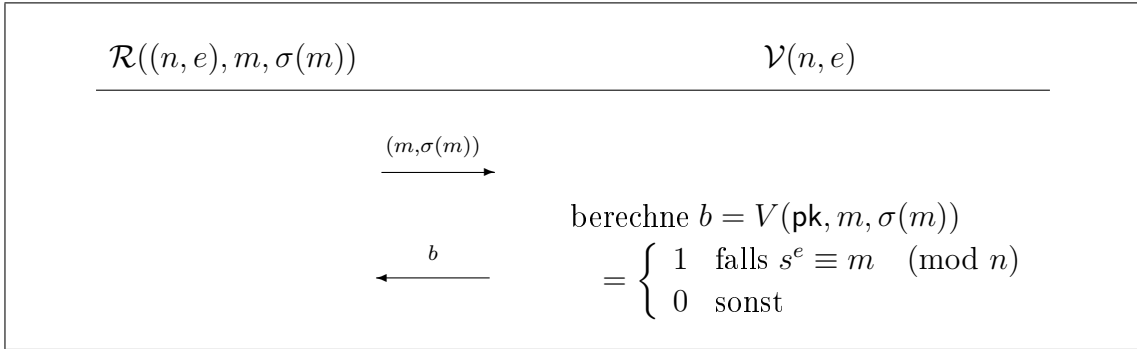 R((n, e), m, σ(m)) V(n, e)
(m,σ(m))
berechne b = V(pk, m, σ(m))
b
= { 1 falls s^e ≡ m (mod n)
0 sonst